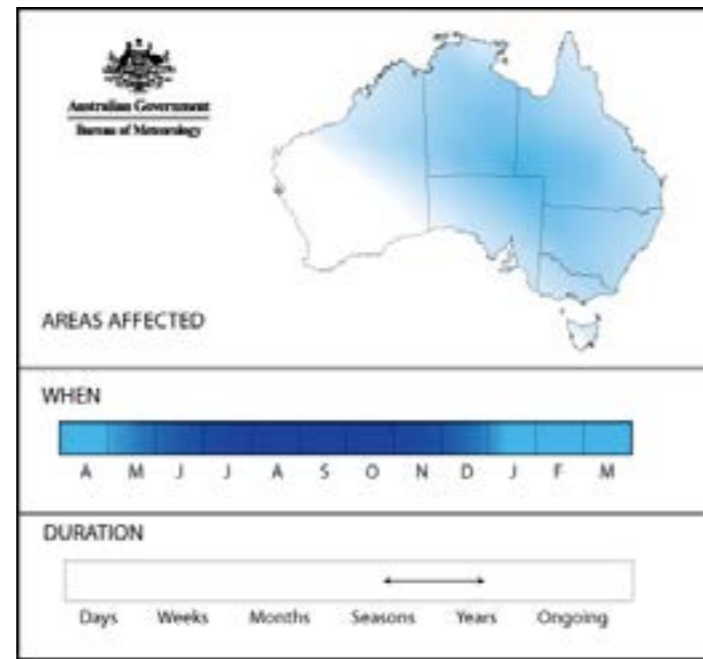 Australian Government
Bureau of Meteorology
AREAS AFFECTED
WHEN
A M J J A S O N D J F M
DURATION
Days Weeks Months Seasons Years Ongoing